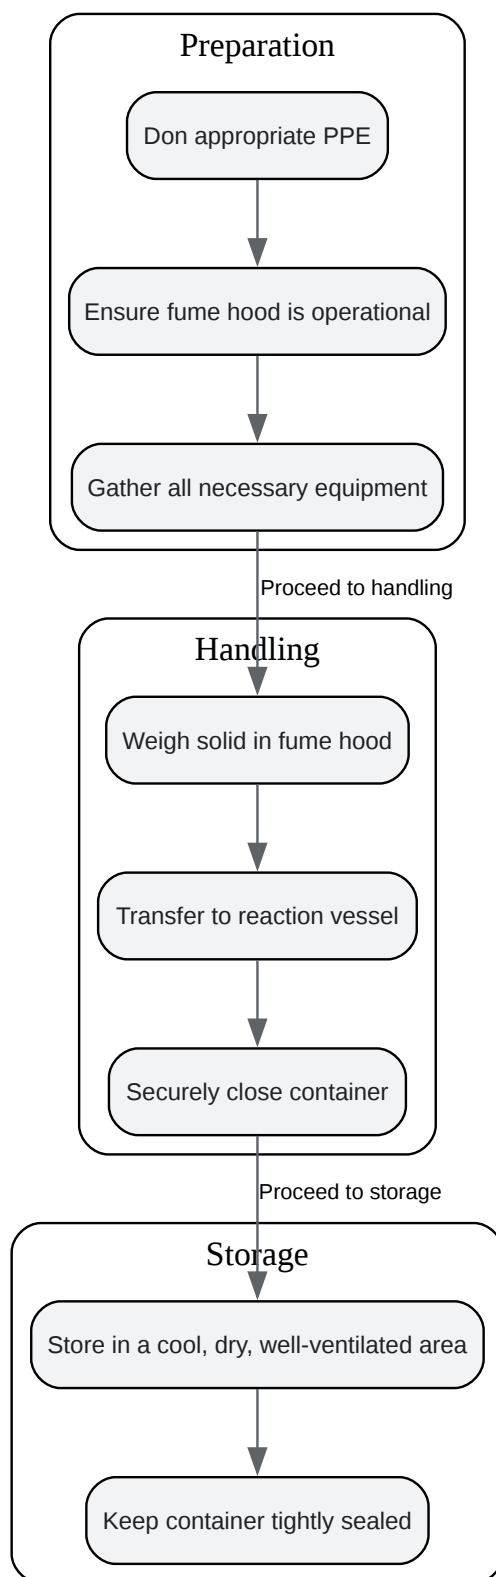 Preparation
Don appropriate PPE
Ensure fume hood is operational
Gather all necessary equipment
Proceed to handling
Handling
Weigh solid in fume hood
Transfer to reaction vessel
Securely close container
Proceed to storage
Storage
Store in a cool, dry, well-ventilated area
Keep container tightly sealed